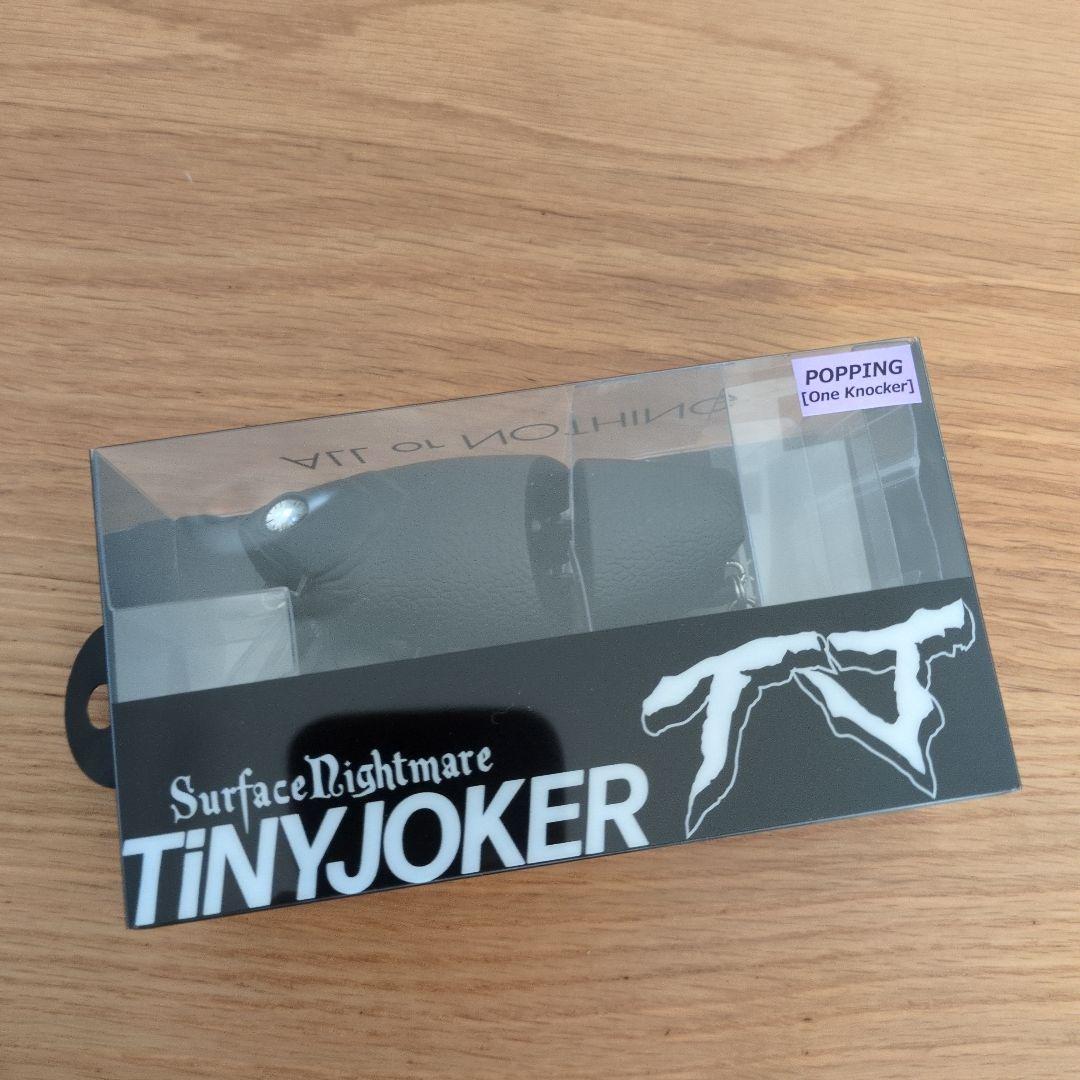 POPPING
[One Knocker]
ALL or NOTHING
TJ
SurfaceNightmare
TiNYJOKER